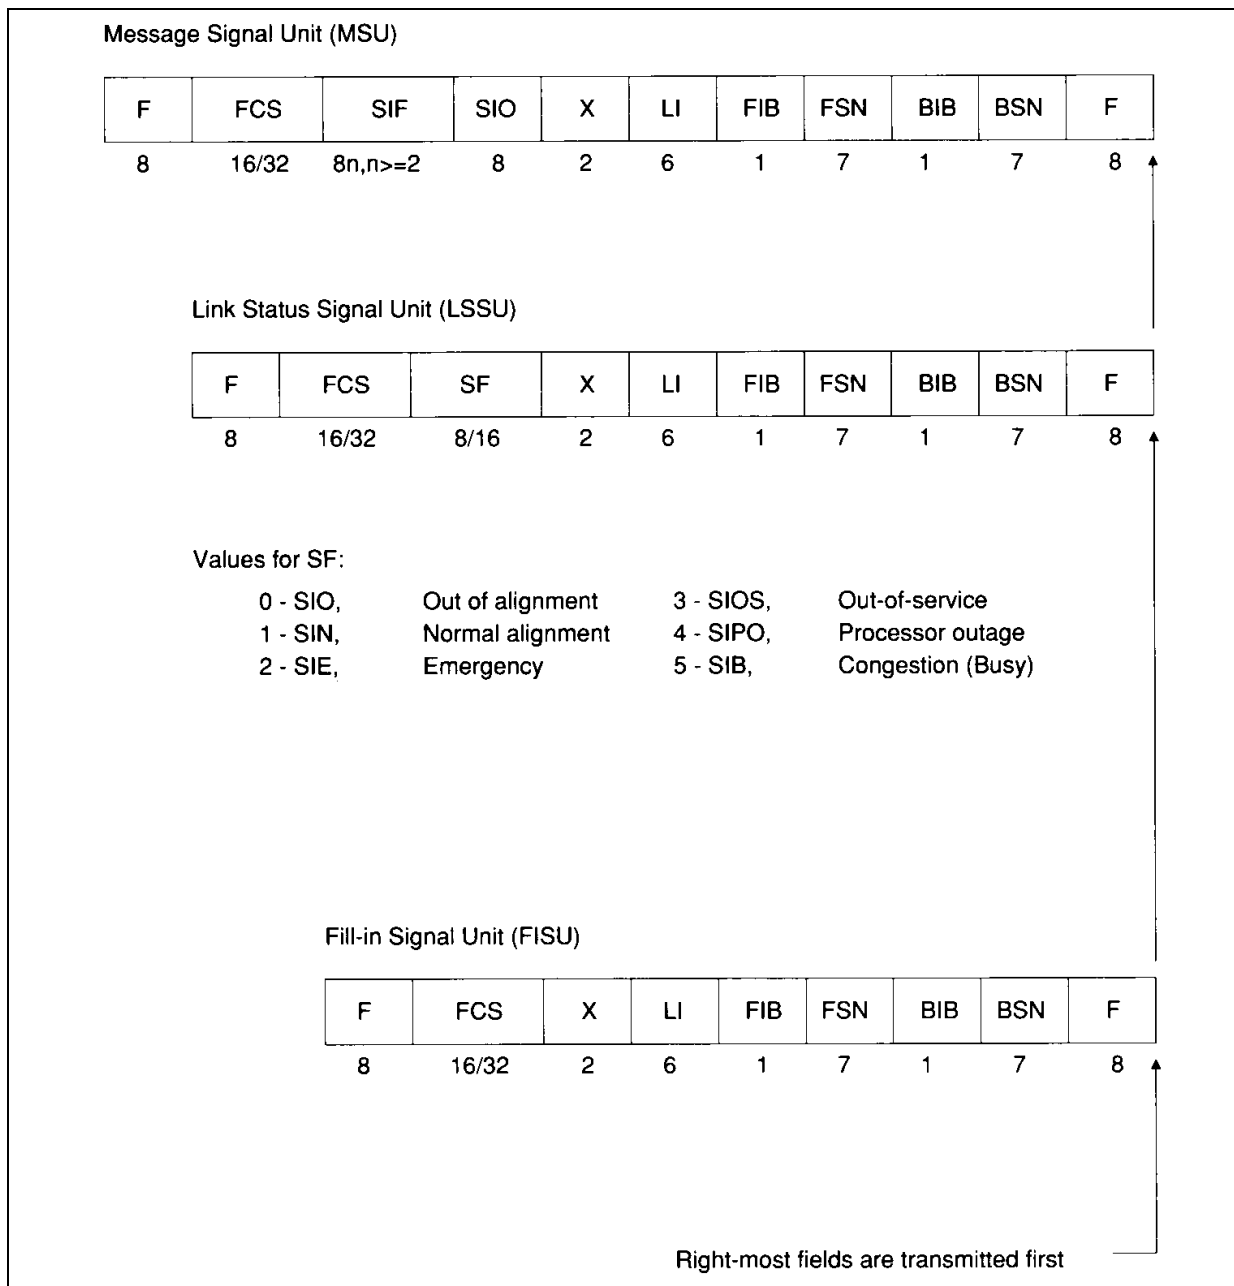 Message Signal Unit (MSU)
F FCS SIF SIO X LI FIB FSN BIB BSN F
8 16/32 8n,n>=2 8 2 6 1 7 1 7 8
Link Status Signal Unit (LSSU)
F FCS SF X LI FIB FSN BIB BSN F
8 16/32 8/16 2 6 1 7 1 7 8
Values for SF:
0 - SIO, Out of alignment 3 - SIOS, Out-of-service
1 - SIN, Normal alignment 4 - SIPO, Processor outage
2 - SIE, Emergency 5 - SIB, Congestion (Busy)
Fill-in Signal Unit (FISU)
F FCS X LI FIB FSN BIB BSN F
8 16/32 2 6 1 7 1 7 8
Right-most fields are transmitted first